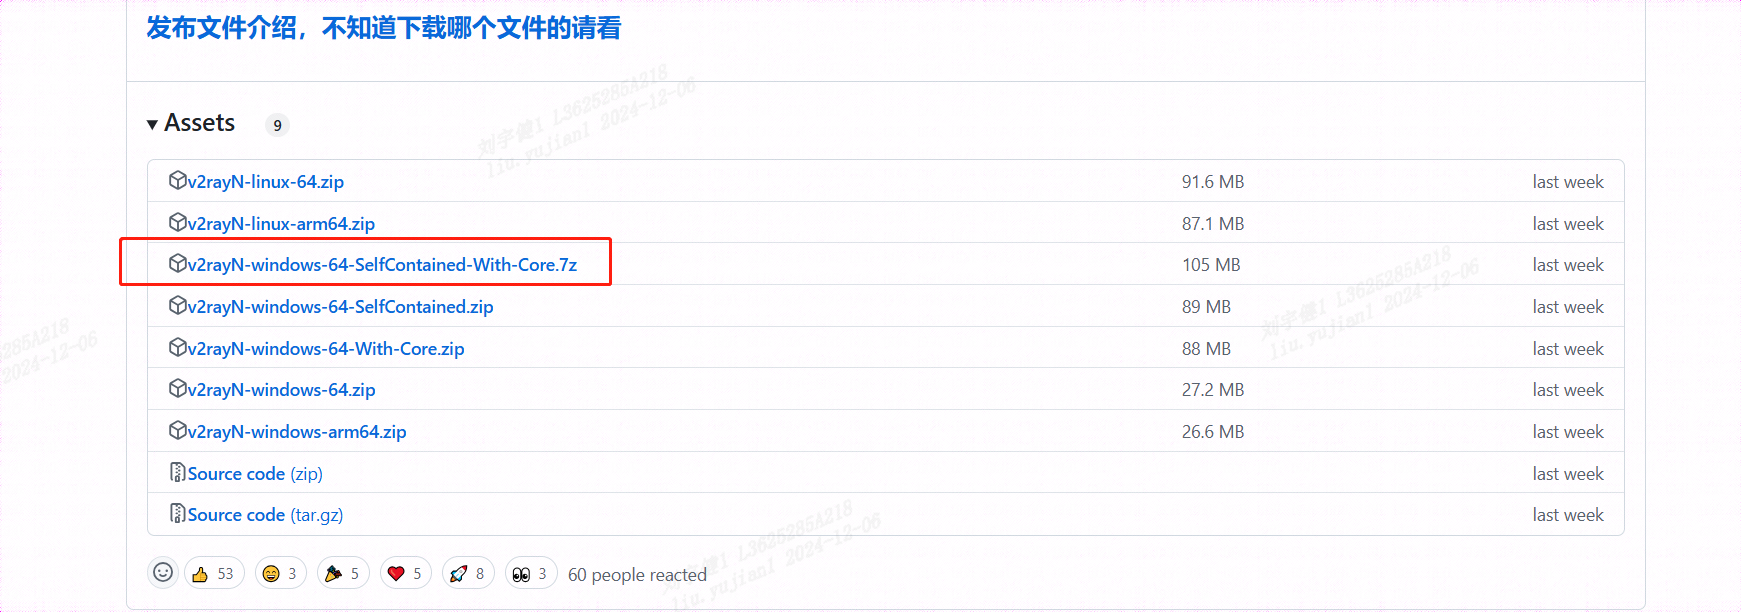 发布文件介绍，不知道下载哪个文件的请看
Assets 9
v2rayN-linux-64.zip 91.6 MB last week
v2rayN-linux-arm64.zip 87.1 MB last week
v2rayN-windows-64-SelfContained-With-Core.7z 105 MB last week
v2rayN-windows-64-SelfContained.zip 89 MB last week
v2rayN-windows-64-With-Core.zip 88 MB last week
v2rayN-windows-64.zip 27.2 MB last week
v2rayN-windows-arm64.zip 26.6 MB last week
Source code (zip) last week
Source code (tar.gz) last week
53 3 5 5 8 3 60 people reacted
刘宇健1 L3625285A218
liu.yujian1 2024-12-06
刘宇健1 L3625285A218
liu.yujian1 2024-12-06
285A218
2024-12-06
刘宇健1 L3625285A218
liu.yujian1 2024-12-06